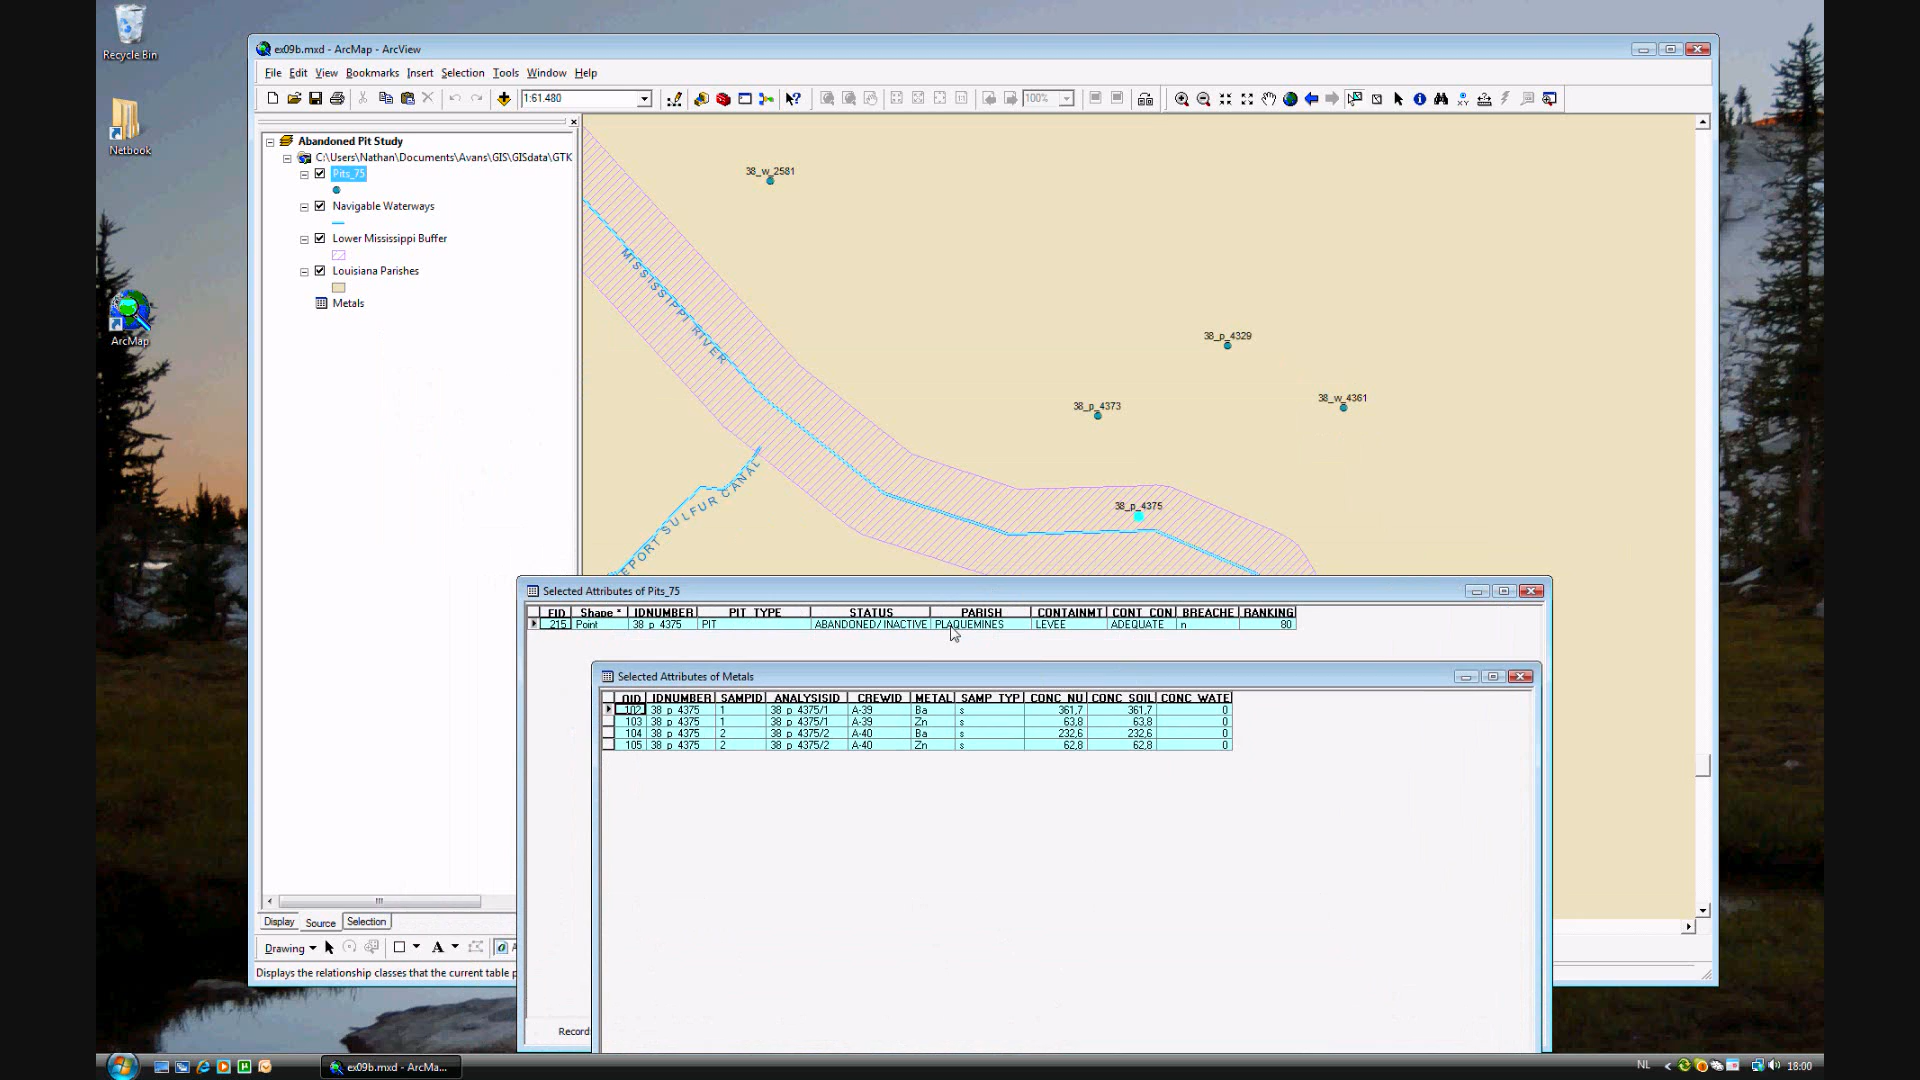 Recycle Bin
Netbook
ArcMap
ex09b.mxd - ArcMap - ArcView
File Edit View Bookmarks Insert Selection Tools Window Help
1:61.480
100%
Abandoned Pit Study
C:\Users\Nathan\Documents\Avans\GIS\GISdata\GTK
Pits_75
Navigable Waterways
Lower Mississippi Buffer
Louisiana Parishes
Metals
38_w_2581
MISSISSIPPI RIVER
38_p_4329
38_w_4361
38_p_4373
38_p_4375
EPORT SULFUR CANAL
Display Source Selection
Drawing A
Displays the relationship classes that the current table p
Selected Attributes of Pits_75
FID Shape * IDNUMBER PIT_TYPE STATUS PARISH CONTAINMT CONT_CON BREACHE RANKING
215 Point 38_p_4375 PIT ABANDONED/INACTIVE PLAQUEMINES LEVEE ADEQUATE n 80
Record
Selected Attributes of Metals
OID IDNUMBER SAMPID ANALYSISID CREWID METAL SAMP_TYP CONC_NU CONC_SOIL CONC_WATE
102 38_p_4375 1 38_p_4375/1 A-39 Ba s 361,7 361,7 0
103 38_p_4375 1 38_p_4375/1 A-39 Zn s 63,8 63,8 0
104 38_p_4375 2 38_p_4375/2 A-40 Ba s 232,6 232,6 0
105 38_p_4375 2 38_p_4375/2 A-40 Zn s 62,8 62,8 0
ex09b.mxd - ArcMa...
NL
18:00